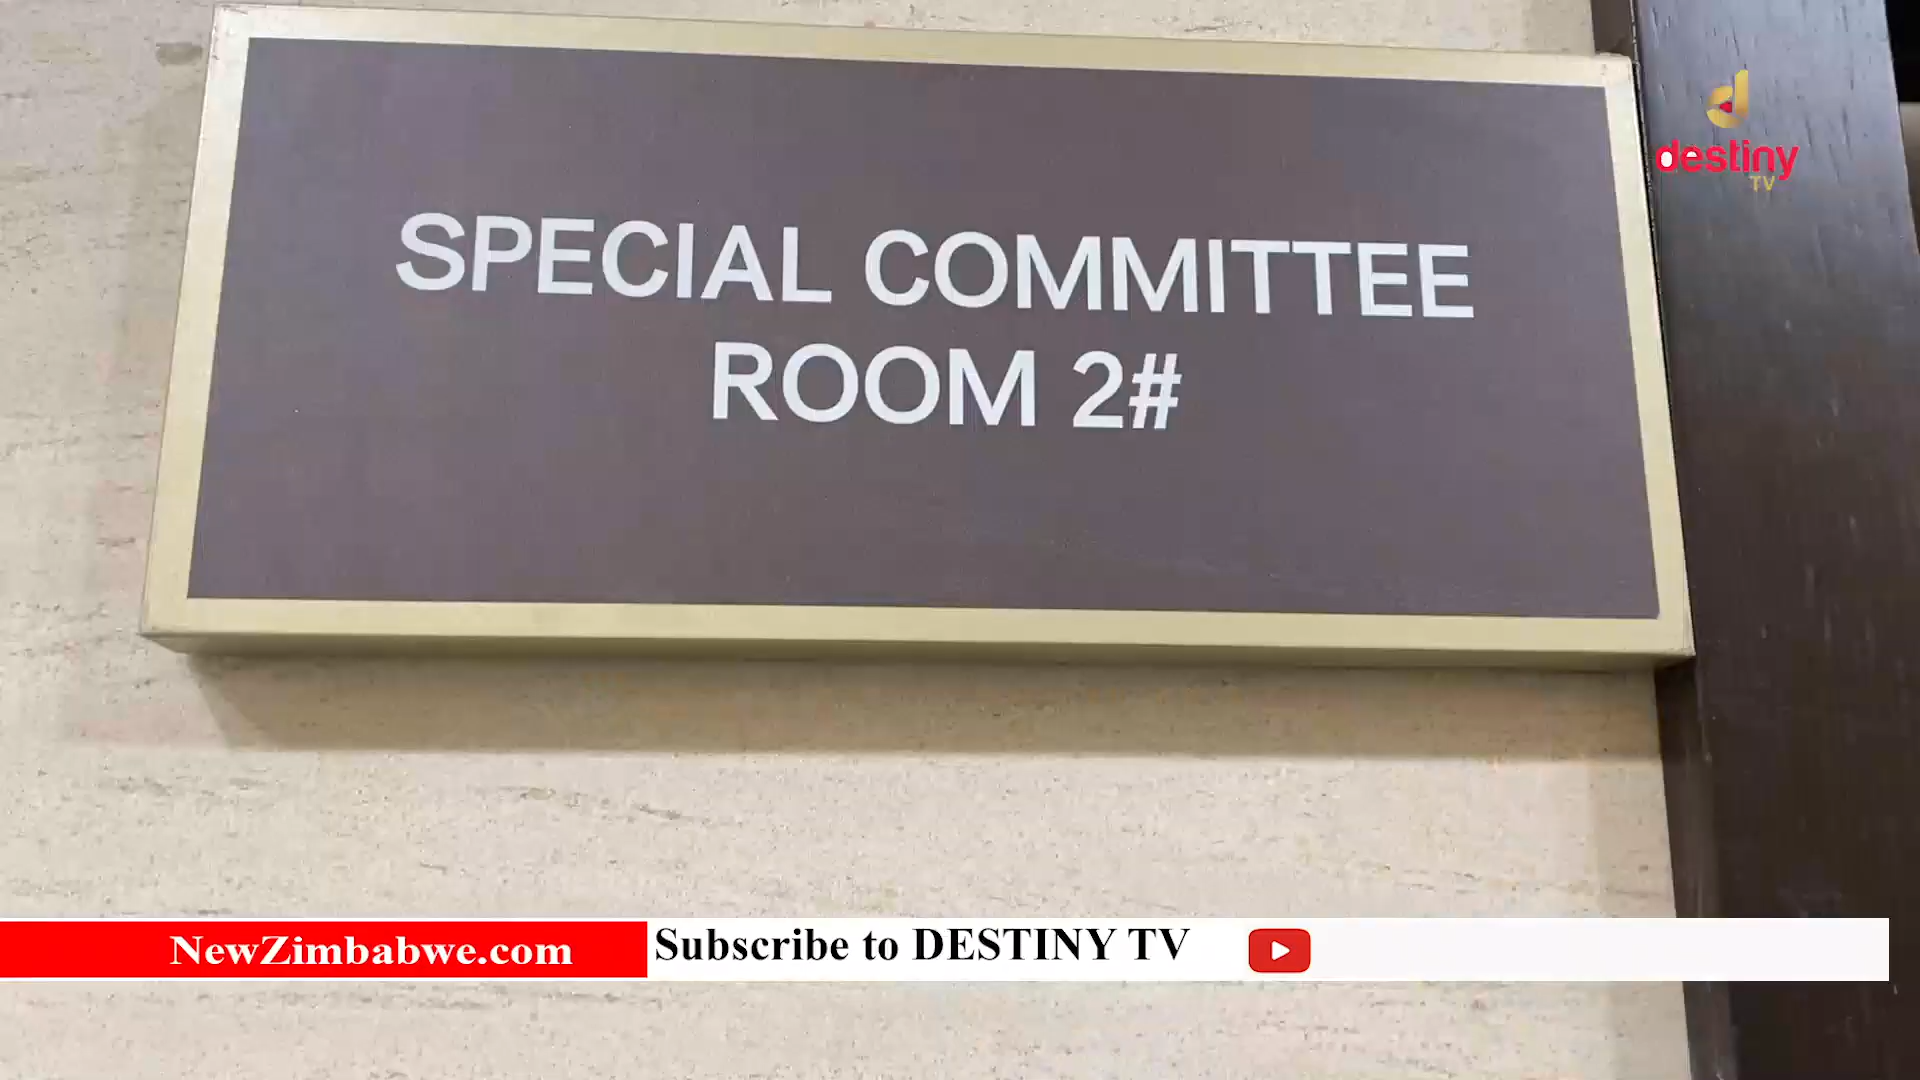 destiny
TV
SPECIAL COMMITTEE
ROOM 2#
NewZimbabwe.com
Subscribe to DESTINY TV